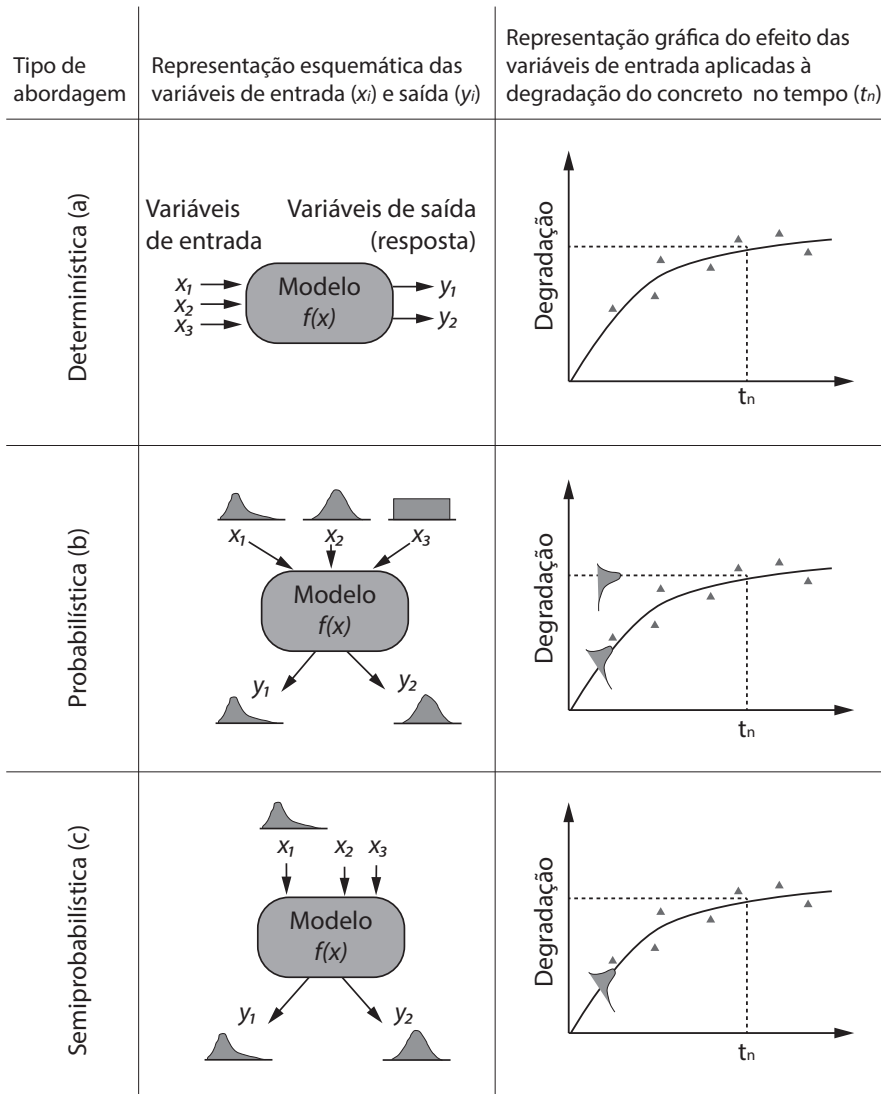 Tipo de
abordagem
Representação esquemática das
variáveis de entrada (xi) e saída (yi)
Representação gráfica do efeito das
variáveis de entrada aplicadas à
degradação do concreto no tempo (tn)
Determinística (a)
Variáveis
de entrada
Variáveis de saída
(resposta)
x1
x2
x3
Modelo
f(x)
y1
y2
Degradação
tn
Probabilística (b)
x1
x2
x3
Modelo
f(x)
y1
y2
Degradação
tn
Semiprobabilística (c)
x1
x2
x3
Modelo
f(x)
y1
y2
Degradação
tn